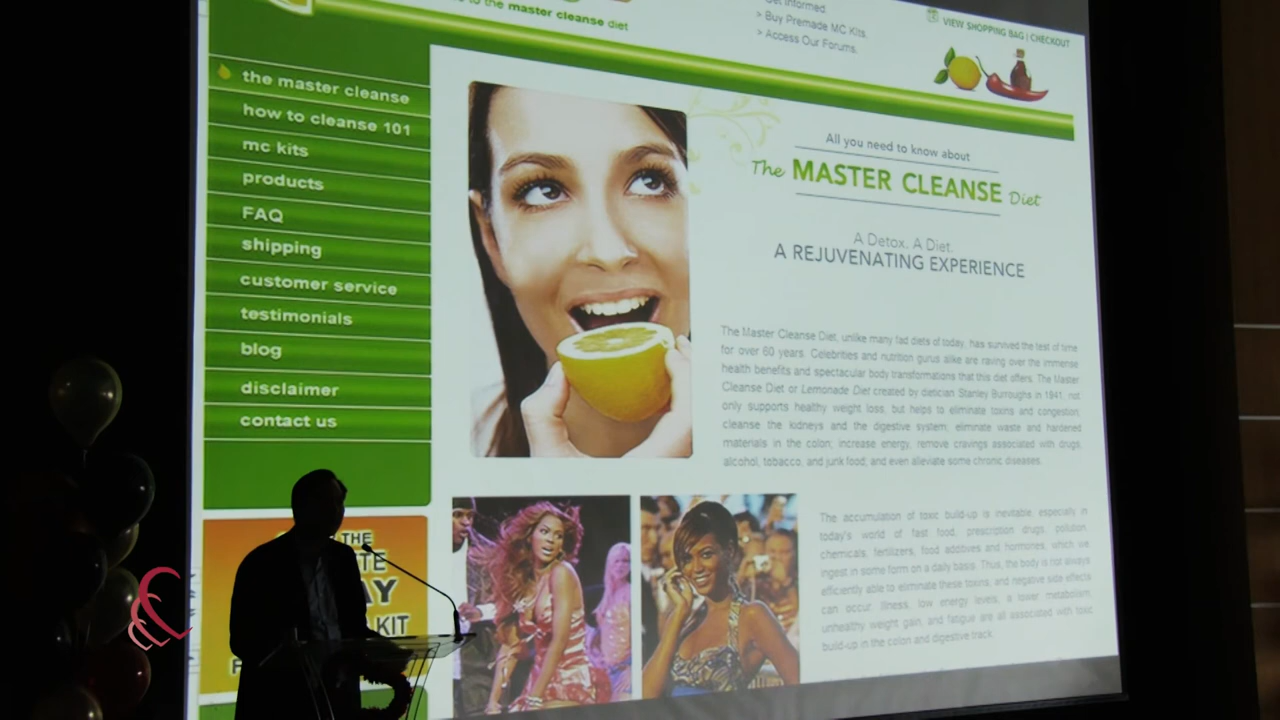 to the master cleanse diet
Get Informed.
> Buy Premade MC Kits.
> Access Our Forums.
VIEW SHOPPING BAG | CHECKOUT
the master cleanse
how to cleanse 101
mc kits
products
FAQ
shipping
customer service
testimonials
blog
disclaimer
contact us
All you need to know about
The MASTER CLEANSE Diet
A Detox. A Diet.
A REJUVENATING EXPERIENCE
The Master Cleanse Diet, unlike many fad diets of today, has survived the test of time
for over 60 years. Celebrities and nutrition gurus alike are raving over the immense
health benefits and spectacular body transformations that this diet offers. The Master
Cleanse Diet or Lemonade Diet created by dietician Stanley Burroughs in 1941, not
only supports healthy weight loss, but helps to eliminate toxins and congestion;
cleanse the kidneys and the digestive system; eliminate waste and hardened
materials in the colon; increase energy, remove cravings associated with drugs,
alcohol, tobacco, and junk food; and even alleviate some chronic diseases.
The accumulation of toxic build-up is inevitable, especially in
today's world of fast food, prescription drugs, pollution,
chemicals, fertilizers, food additives and hormones, which we
ingest in some form on a daily basis. Thus, the body is not always
efficiently able to eliminate these toxins, and negative side effects
can occur. Illness, low energy levels, a lower metabolism,
unhealthy weight gain, and fatigue are all associated with toxic
build-up in the colon and digestive track.
THE
KIT